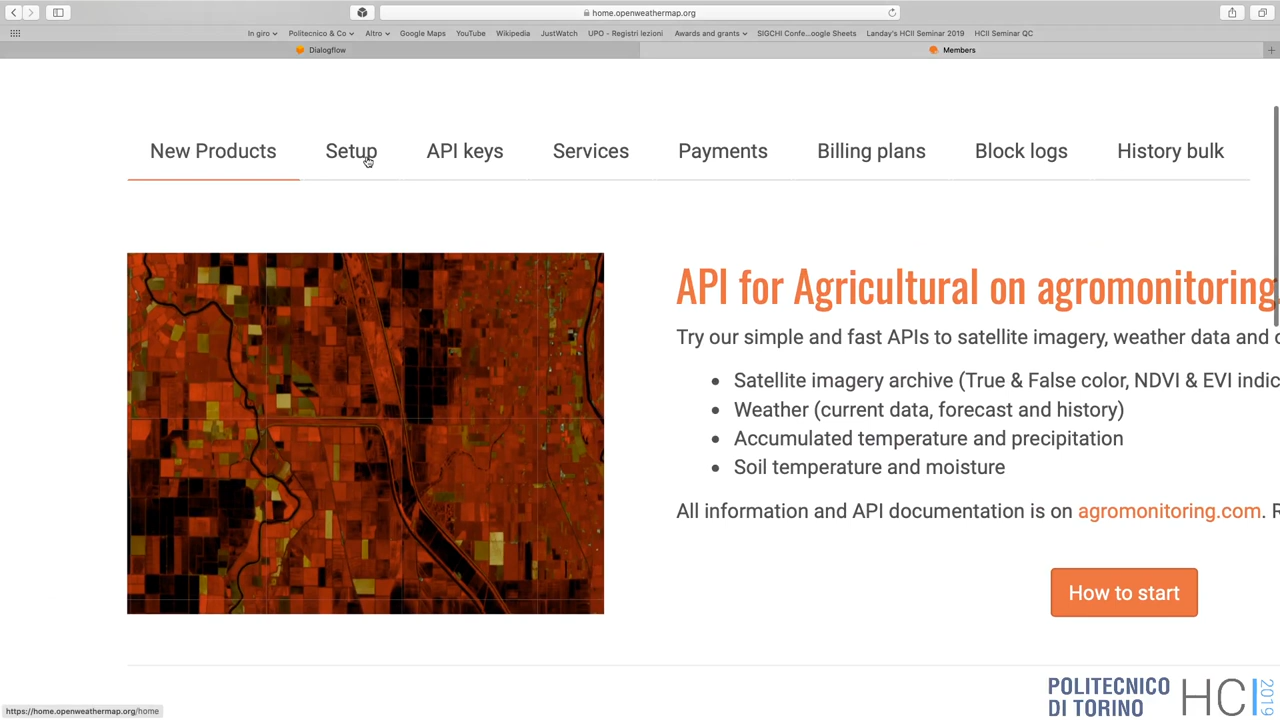 home.openweathermap.org
In giro Politecnico & Co Altro Google Maps YouTube Wikipedia JustWatch UPO - Registri lezioni Awards and grants SIGCHI Confe...oogle Sheets Landay's HCII Seminar 2019 HCII Seminar QC
Dialogflow Members
New Products Setup API keys Services Payments Billing plans Block logs History bulk
API for Agricultural on agromonitoring
Try our simple and fast APIs to satellite imagery, weather data and
• Satellite imagery archive (True & False color, NDVI & EVI indic
• Weather (current data, forecast and history)
• Accumulated temperature and precipitation
• Soil temperature and moisture
All information and API documentation is on agromonitoring.com. R
How to start
https://home.openweathermap.org/home
POLITECNICO
DI TORINO
HCI
2019